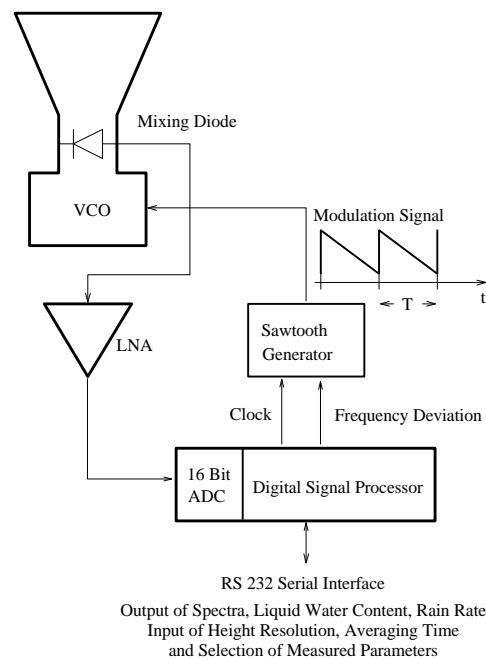 Mixing Diode
VCO
Modulation Signal
T
t
LNA
Sawtooth
Generator
Clock
Frequency Deviation
16 Bit
ADC
Digital Signal Processor
RS 232 Serial Interface
Output of Spectra, Liquid Water Content, Rain Rate
Input of Height Resolution, Averaging Time
and Selection of Measured Parameters